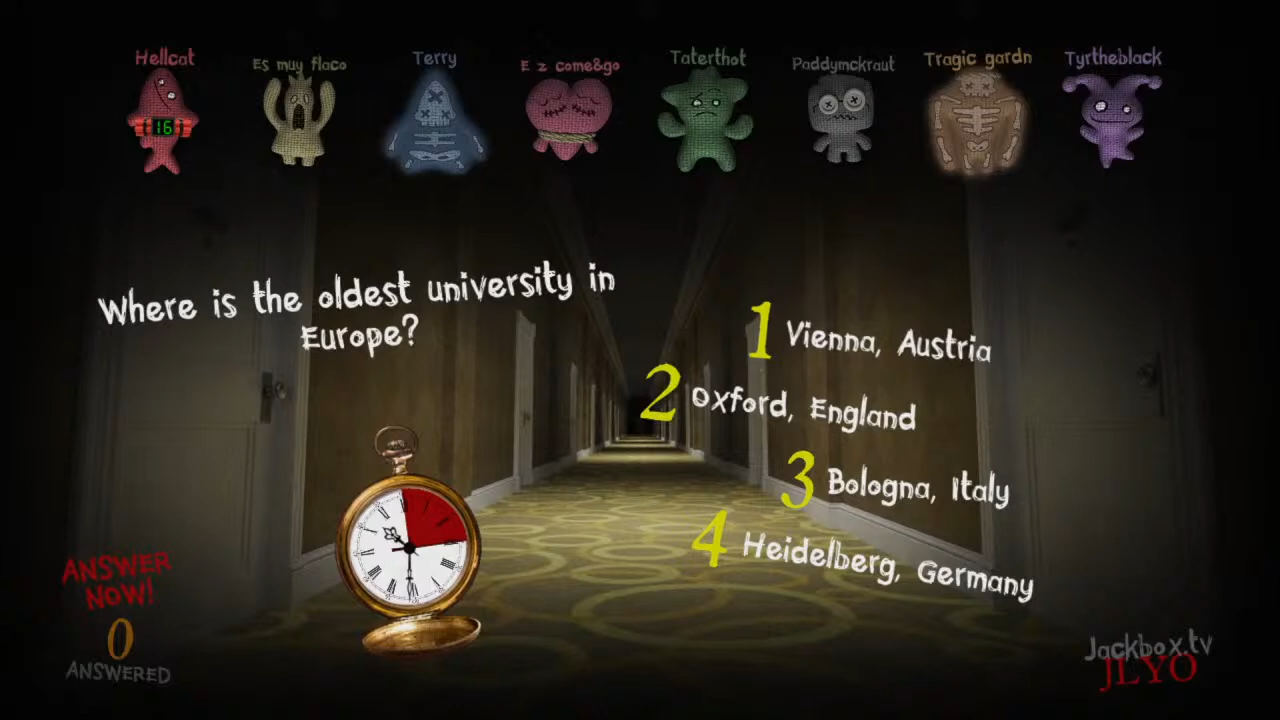 Hellcat
Es muy flaco
Terry
E z come&go
Taterthot
Paddymckraut
Tragic gardn
Tyrtheblack
16
Where is the oldest university in
Europe?
1 Vienna, Austria
2 Oxford, England
3 Bologna, Italy
4 Heidelberg, Germany
ANSWER
NOW!
0
ANSWERED
Jackbox.tv
JLYO